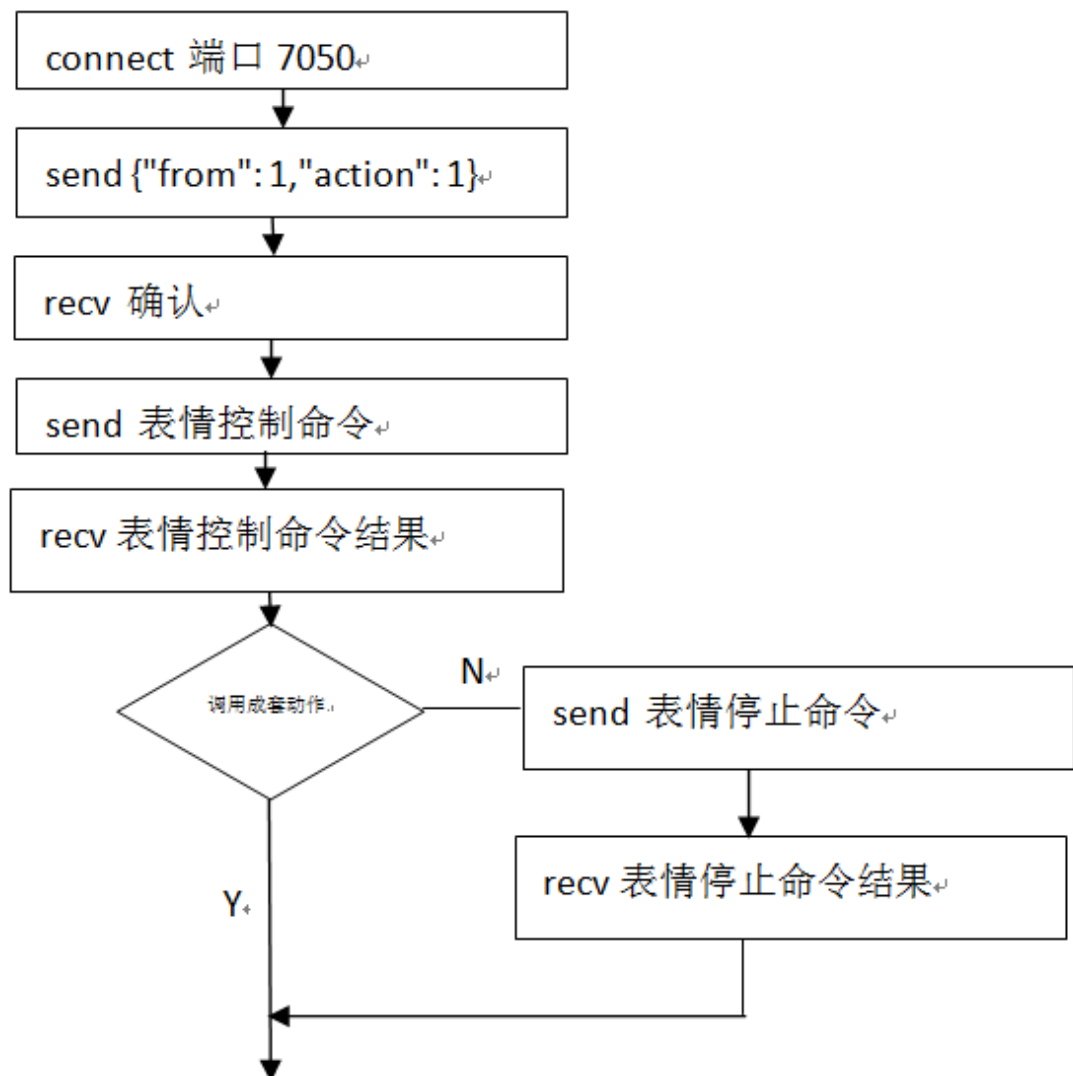 connect 端口 7050
send {"from": 1,"action": 1}
recv 确认
send 表情控制命令
recv 表情控制命令结果
调用成套动作
N
send 表情停止命令
recv 表情停止命令结果
Y